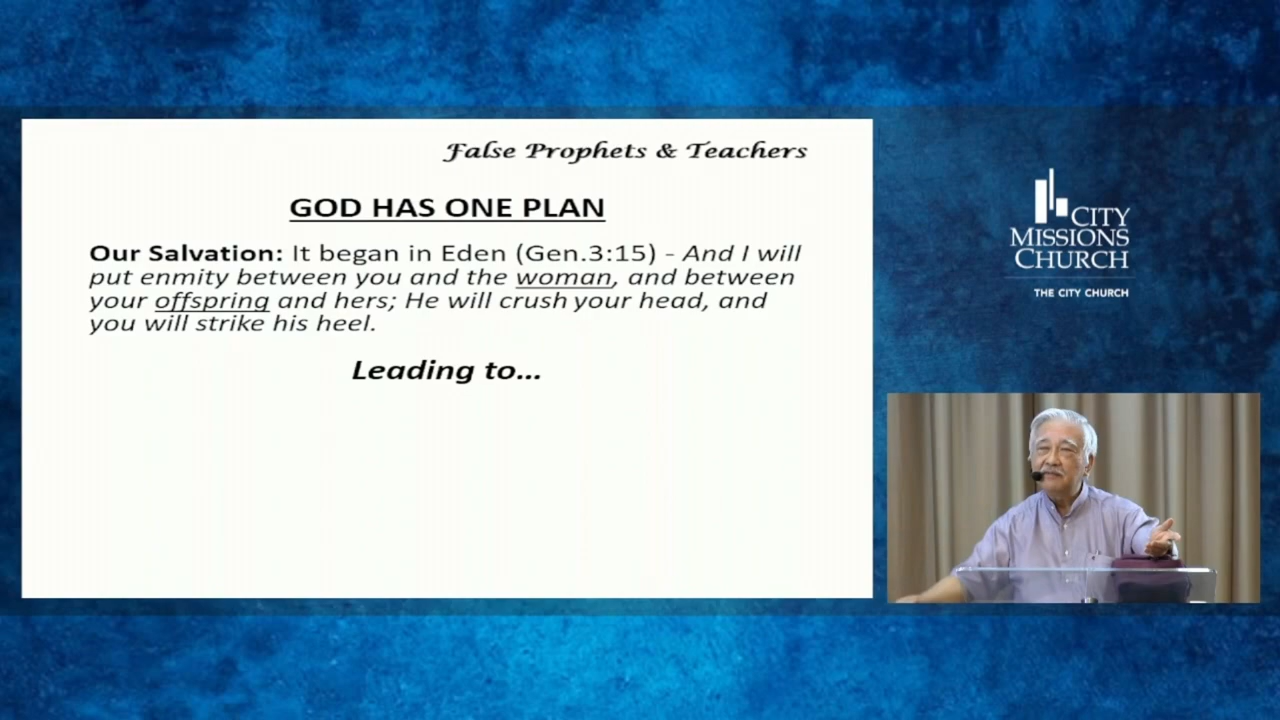 False Prophets & Teachers
GOD HAS ONE PLAN
Our Salvation: It began in Eden (Gen.3:15) - And I will
put enmity between you and the woman, and between
your offspring and hers; He will crush your head, and
you will strike his heel.
Leading to...
CITY
MISSIONS
CHURCH
THE CITY CHURCH